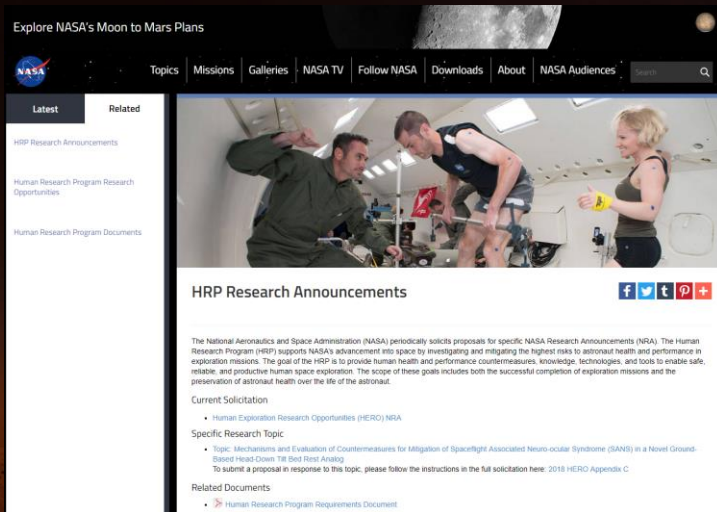 Explore NASA's Moon to Mars Plans
NASA
Topics Missions Galleries NASA TV Follow NASA Downloads About NASA Audiences Search
Latest Related
HRP Research Announcements
Human Research Program Research
Opportunities
Human Research Program Documents
HRP Research Announcements
The National Aeronautics and Space Administration (NASA) periodically solicits proposals for specific NASA Research Announcements (NRA). The Human
Research Program (HRP) supports NASA's advancement into space by investigating and mitigating the highest risks to astronaut health and performance in
exploration missions. The goal of the HRP is to provide human health and performance countermeasures, knowledge, technologies, and tools to enable safe,
reliable, and productive human space exploration. The scope of these goals includes both the successful completion of exploration missions and the
preservation of astronaut health over the life of the astronaut.
Current Solicitation
• Human Exploration Research Opportunities (HERO) NRA
Specific Research Topic
• Topic: Mechanisms and Evaluation of Countermeasures for Mitigation of Spaceflight Associated Neuro-ocular Syndrome (SANS) in a Novel Ground-
Based Head-Down Tilt Bed Rest Analog
To submit a proposal in response to this topic, please follow the instructions in the full solicitation here: 2018 HERO Appendix C
Related Documents
• Human Research Program Requirements Document